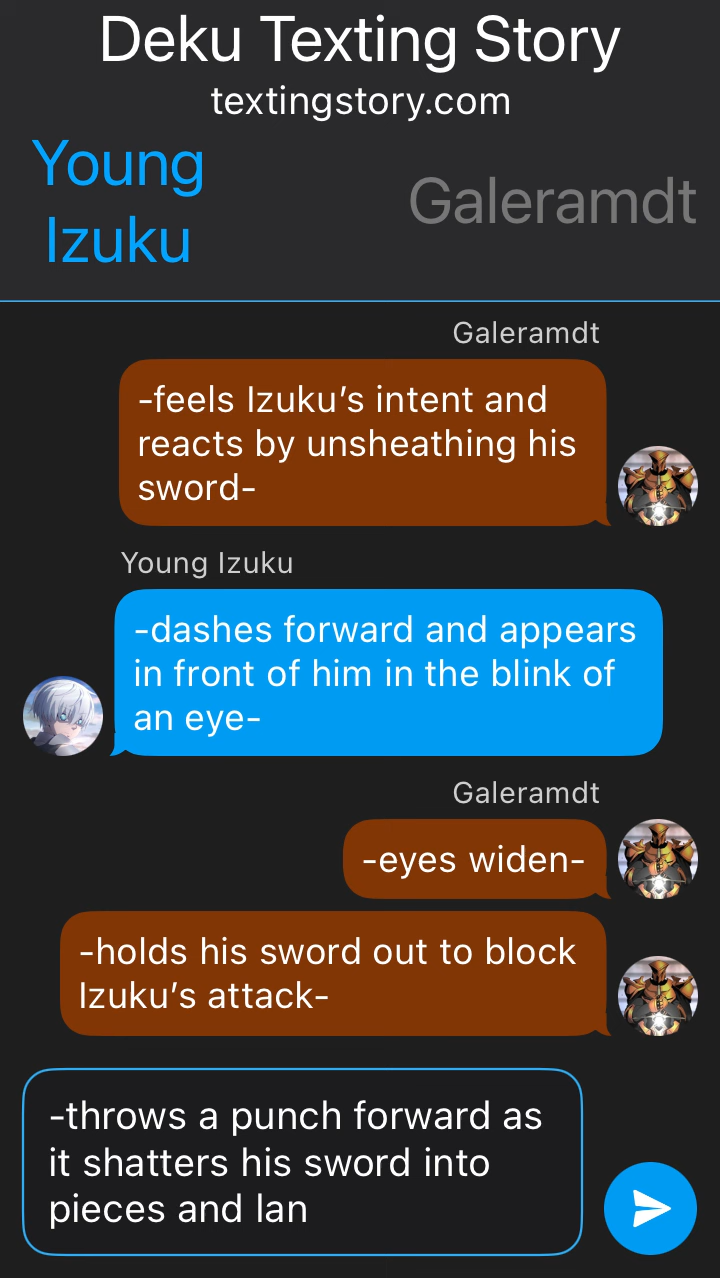 Deku Texting Story
textingstory.com
Young
Izuku
Galeramdt
Galeramdt
-feels Izuku’s intent and
reacts by unsheathing his
sword-
Young Izuku
-dashes forward and appears
in front of him in the blink of
an eye-
Galeramdt
-eyes widen-
-holds his sword out to block
Izuku’s attack-
-throws a punch forward as
it shatters his sword into
pieces and lan